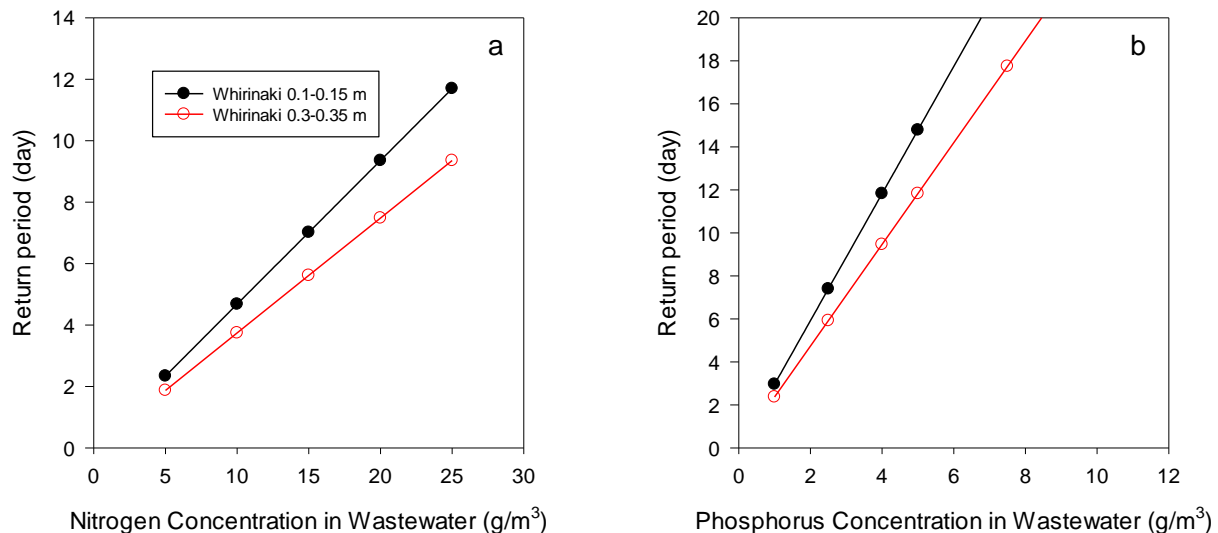 a
Whirinaki 0.1-0.15 m
Whirinaki 0.3-0.35 m
Return period (day)
14
12
10
8
6
4
2
0
0 5 10 15 20 25 30
Nitrogen Concentration in Wastewater (g/m³)
b
Return period (day)
20
18
16
14
12
10
8
6
4
2
0
0 2 4 6 8 10 12
Phosphorus Concentration in Wastewater (g/m³)